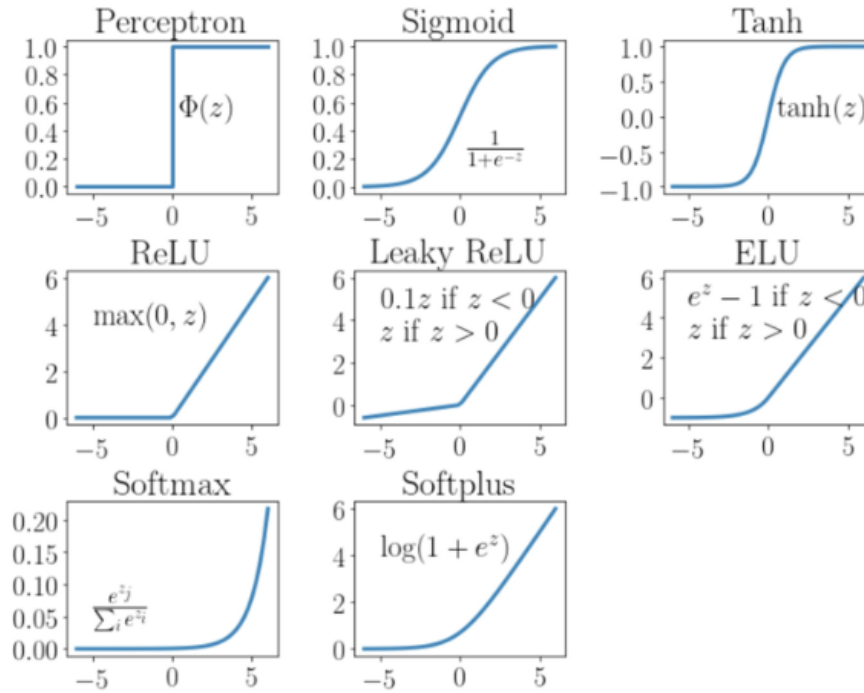 Perceptron
1.0
0.8
0.6
0.4
0.2
0.0
Φ(z)
−5 0 5
Sigmoid
1.0
0.8
0.6
0.4
0.2
0.0
1/(1+e^{−z})
−5 0 5
Tanh
1.0
0.5
0.0
−0.5
−1.0
tanh(z)
−5 0 5
ReLU
6
4
2
0
max(0, z)
−5 0 5
Leaky ReLU
6
4
2
0
0.1z if z < 0
z if z > 0
−5 0 5
ELU
6
4
2
0
e^z − 1 if z < 0
z if z > 0
−5 0 5
Softmax
0.20
0.15
0.10
0.05
0.00
e^{z_j}/∑_i e^{z_i}
−5 0 5
Softplus
6
4
2
0
log(1 + e^z)
−5 0 5